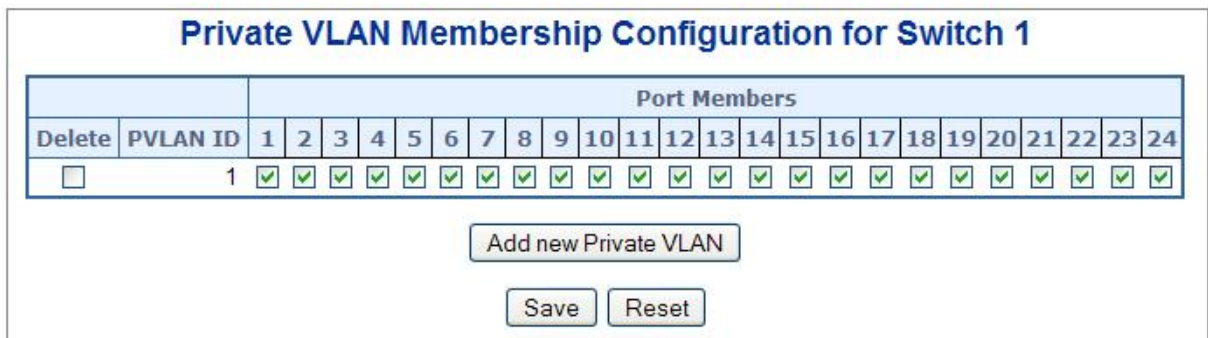 Private VLAN Membership Configuration for Switch 1
Port Members
Delete PVLAN ID 1 2 3 4 5 6 7 8 9 10 11 12 13 14 15 16 17 18 19 20 21 22 23 24
1
Add new Private VLAN
Save Reset